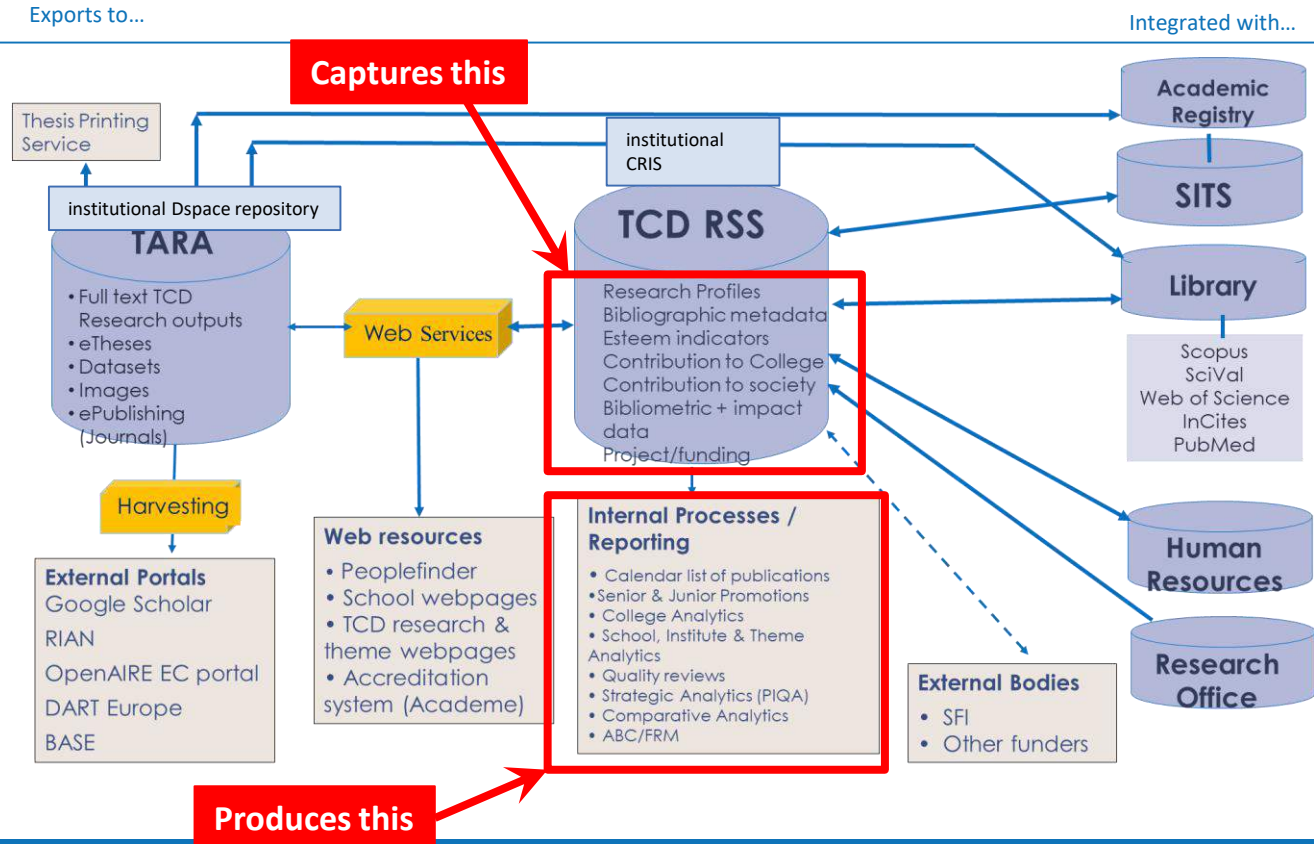 Exports to...
Integrated with...
Captures this
Thesis Printing
Service
institutional Dspace repository
TARA
• Full text TCD
Research outputs
• eTheses
• Datasets
• Images
• ePublishing
(Journals)
Harvesting
External Portals
Google Scholar
RIAN
OpenAIRE EC portal
DART Europe
BASE
Web Services
Web resources
• Peoplefinder
• School webpages
• TCD research &
theme webpages
• Accreditation
system (Academe)
institutional
CRIS
TCD RSS
Research Profiles
Bibliographic metadata
Esteem indicators
Contribution to College
Contribution to society
Bibliometric + impact
data
Project/funding
Internal Processes /
Reporting
• Calendar list of publications
•Senior & Junior Promotions
• College Analytics
• School, Institute & Theme
Analytics
• Quality reviews
• Strategic Analytics (PIQA)
• Comparative Analytics
• ABC/FRM
Produces this
External Bodies
• SFI
• Other funders
Academic
Registry
SITS
Library
Scopus
SciVal
Web of Science
InCites
PubMed
Human
Resources
Research
Office